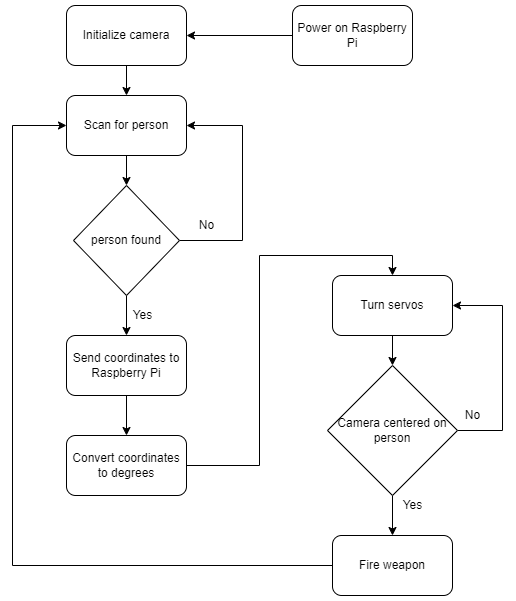 Initialize camera
Power on Raspberry
Pi
Scan for person
person found
No
Yes
Send coordinates to
Raspberry Pi
Convert coordinates
to degrees
Turn servos
Camera centered on
person
No
Yes
Fire weapon